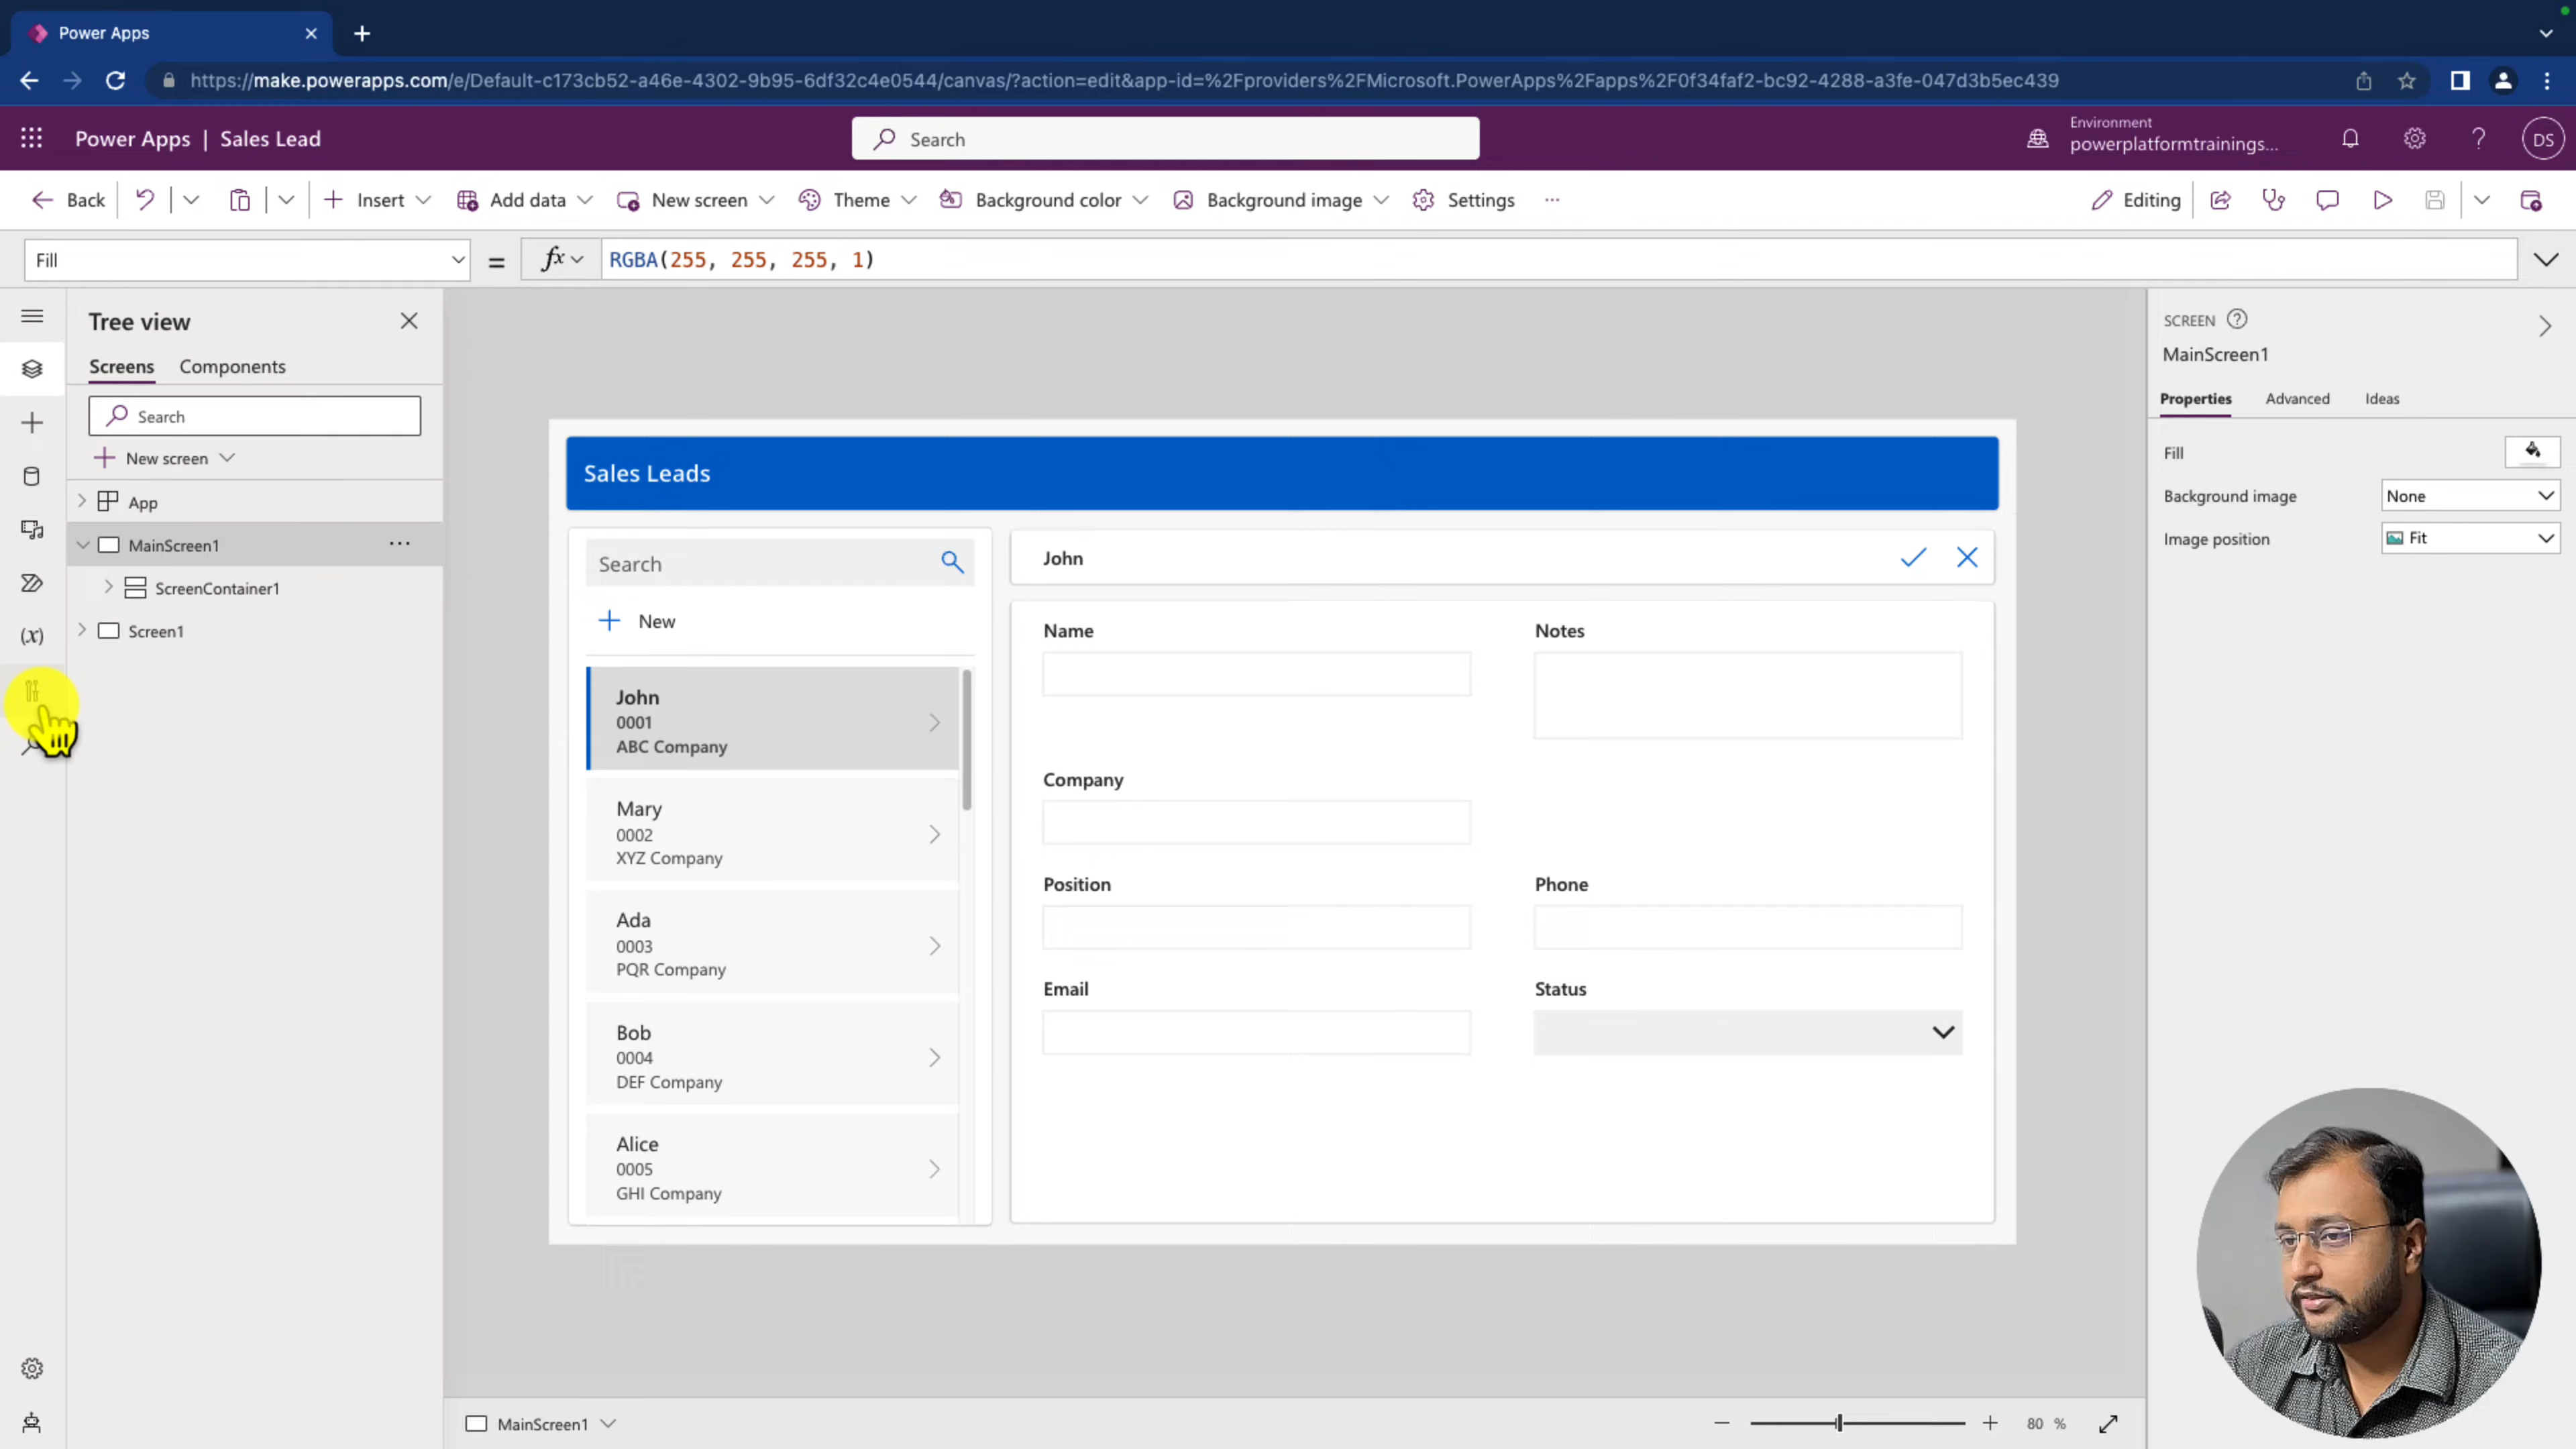 Power Apps
https://make.powerapps.com/e/Default-c173cb52-a46e-4302-9b95-6df32c4e0544/canvas/?action=edit&app-id=%2Fproviders%2FMicrosoft.PowerApps%2Fapps%2F0f34faf2-bc92-4288-a3fe-047d3b5ec439
Power Apps | Sales Lead
Search
Environment
powerplatformtrainings...
DS
Back
Insert
Add data
New screen
Theme
Background color
Background image
Settings
Editing
Fill
= fx RGBA(255, 255, 255, 1)
Tree view
Screens Components
Search
New screen
App
MainScreen1
ScreenContainer1
Screen1
(x)
Sales Leads
Search
New
John
0001
ABC Company
Mary
0002
XYZ Company
Ada
0003
PQR Company
Bob
0004
DEF Company
Alice
0005
GHI Company
John
Name
Notes
Company
Position
Phone
Email
Status
SCREEN
MainScreen1
Properties Advanced Ideas
Fill
Background image None
Image position Fit
MainScreen1
80 %